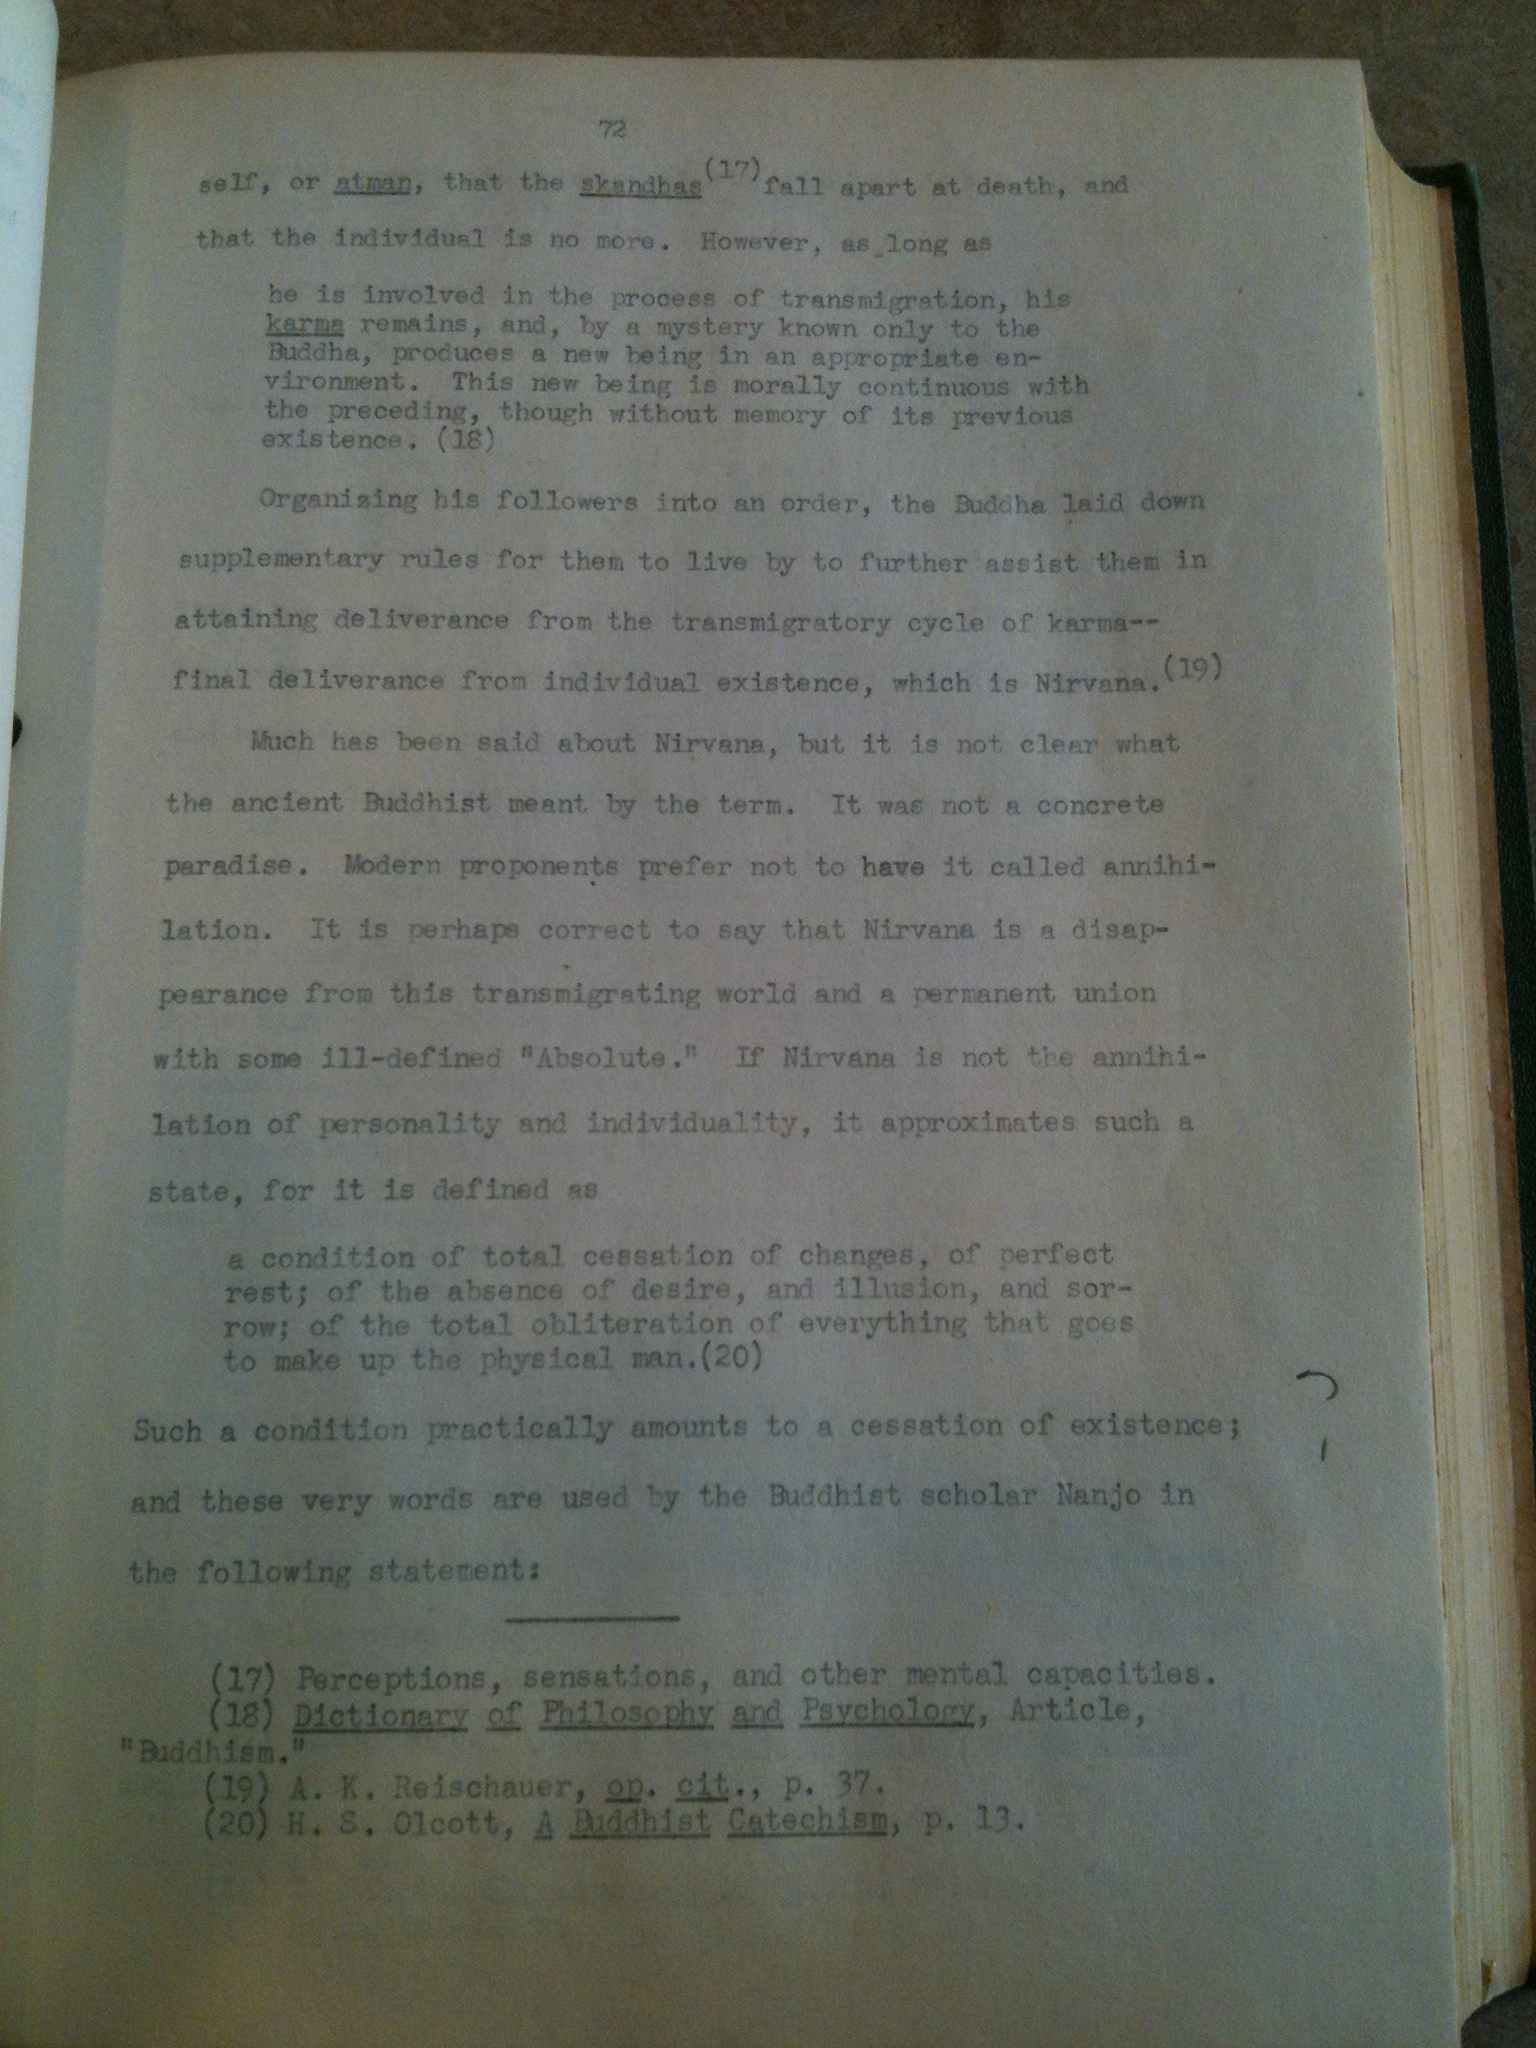 72
self, or atman, that the skandhas(17) fall apart at death, and
that the individual is no more. However, as long as
he is involved in the process of transmigration, his
karma remains, and, by a mystery known only to the
Buddha, produces a new being in an appropriate en-
vironment. This new being is morally continuous with
the preceding, though without memory of its previous
existence. (18)
Organizing his followers into an order, the Buddha laid down
supplementary rules for them to live by to further assist them in
attaining deliverance from the transmigratory cycle of karma--
final deliverance from individual existence, which is Nirvana.(19)
Much has been said about Nirvana, but it is not clear what
the ancient Buddhist meant by the term. It was not a concrete
paradise. Modern proponents prefer not to have it called annihi-
lation. It is perhaps correct to say that Nirvana is a disap-
pearance from this transmigrating world and a permanent union
with some ill-defined "Absolute." If Nirvana is not the annihi-
lation of personality and individuality, it approximates such a
state, for it is defined as
a condition of total cessation of changes, of perfect
rest; of the absence of desire, and illusion, and sor-
row; of the total obliteration of everything that goes
to make up the physical man.(20)
Such a condition practically amounts to a cessation of existence;
and these very words are used by the Buddhist scholar Nanjo in
the following statement:
(17) Perceptions, sensations, and other mental capacities.
(18) Dictionary of Philosophy and Psychology, Article,
"Buddhism."
(19) A. K. Reischauer, op. cit., p. 37.
(20) H. S. Olcott, A Buddhist Catechism, p. 13.